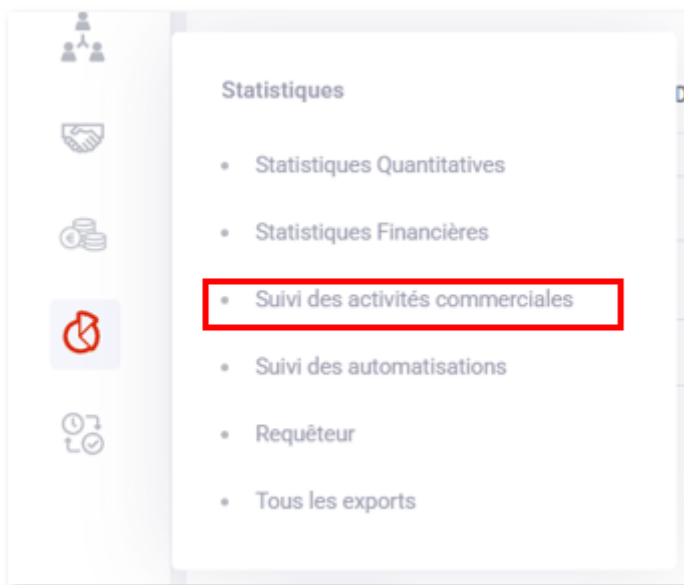 Statistiques
Statistiques Quantitatives
Statistiques Financières
Suivi des activités commerciales
Suivi des automatisations
Requêteur
Tous les exports